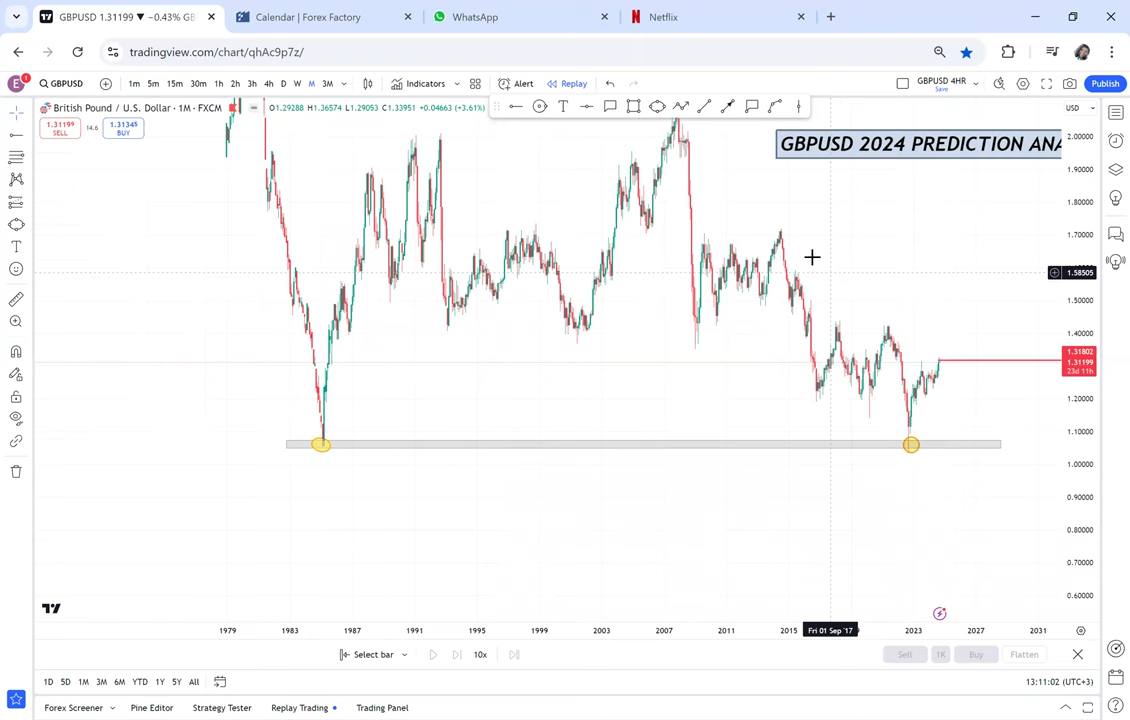 GBPUSD 1.31199 ▼ −0.43% GB
Calendar | Forex Factory
WhatsApp
Netflix
tradingview.com/chart/qhAc9p7z/
E
1
GBPUSD
1m 5m 15m 30m 1h 2h 3h 4h D W M 3M
Indicators
Alert
Replay
GBPUSD 4HR
Save
Publish
British Pound / U.S. Dollar · 1M · FXCM
O1.29288 H1.36574 L1.29053 C1.33951 +0.04663 (+3.61%)
USD
1.31199
SELL
14.6
1.31345
BUY
GBPUSD 2024 PREDICTION ANA
2.00000
1.90000
1.80000
1.70000
1.58505
1.50000
1.40000
1.31802
1.31199
23d 11h
1.20000
1.10000
1.00000
0.90000
0.80000
0.70000
0.60000
1979 1983 1987 1991 1995 1999 2003 2007 2011 2015 Fri 01 Sep '17 2023 2027 2031
Select bar
10x
Sell
1K
Buy
Flatten
1D 5D 1M 3M 6M YTD 1Y 5Y All
13:11:02 (UTC+3)
Forex Screener
Pine Editor
Strategy Tester
Replay Trading
Trading Panel